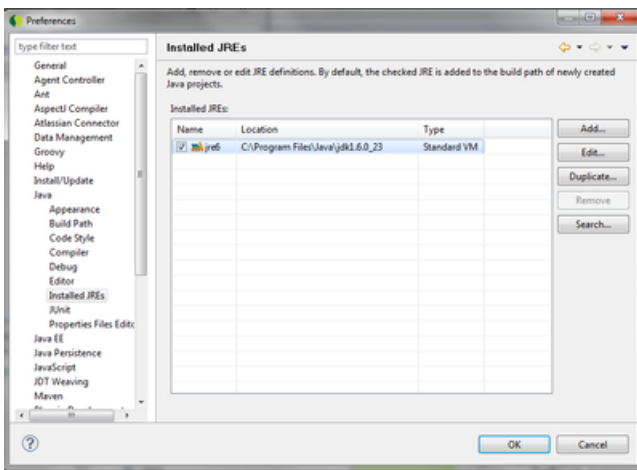 Preferences
type filter text
General
Agent Controller
Ant
AspectJ Compiler
Atlassian Connector
Data Management
Groovy
Help
Install/Update
Java
Appearance
Build Path
Code Style
Compiler
Debug
Editor
Installed JREs
JUnit
Properties Files Edito
Java EE
Java Persistence
JavaScript
JDT Weaving
Maven
Installed JREs
Add, remove or edit JRE definitions. By default, the checked JRE is added to the build path of newly created
Java projects.
Installed JREs:
Name Location Type
jre6 C:\Program Files\Java\jdk1.6.0_23 Standard VM
Add...
Edit...
Duplicate...
Remove
Search...
OK Cancel